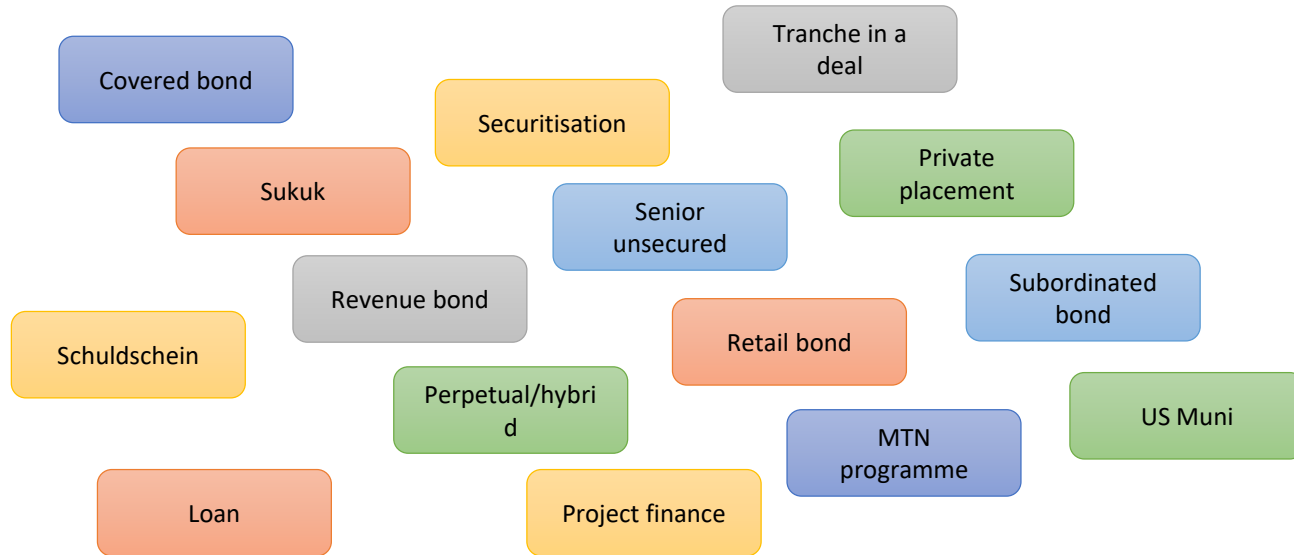 Tranche in a
deal
Covered bond
Securitisation
Private
placement
Sukuk
Senior
unsecured
Subordinated
bond
Revenue bond
Retail bond
Schuldschein
Perpetual/hybri
d
US Muni
MTN
programme
Loan
Project finance